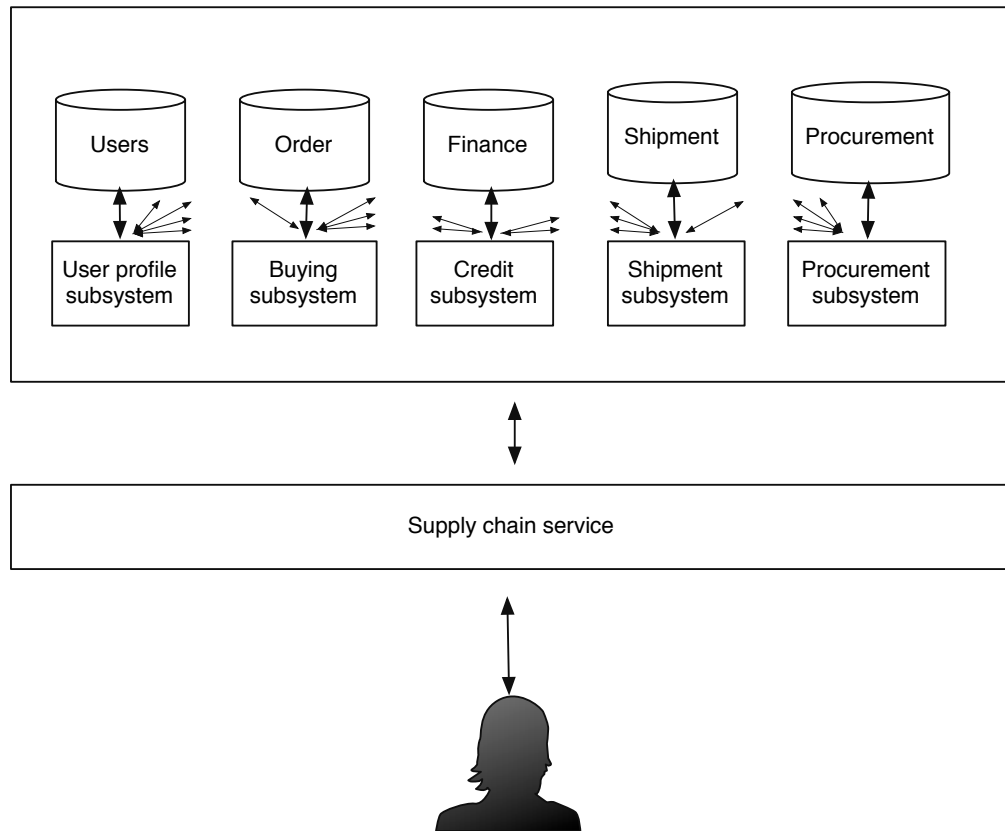 Users
Order
Finance
Shipment
Procurement
User profile
subsystem
Buying
subsystem
Credit
subsystem
Shipment
subsystem
Procurement
subsystem
Supply chain service